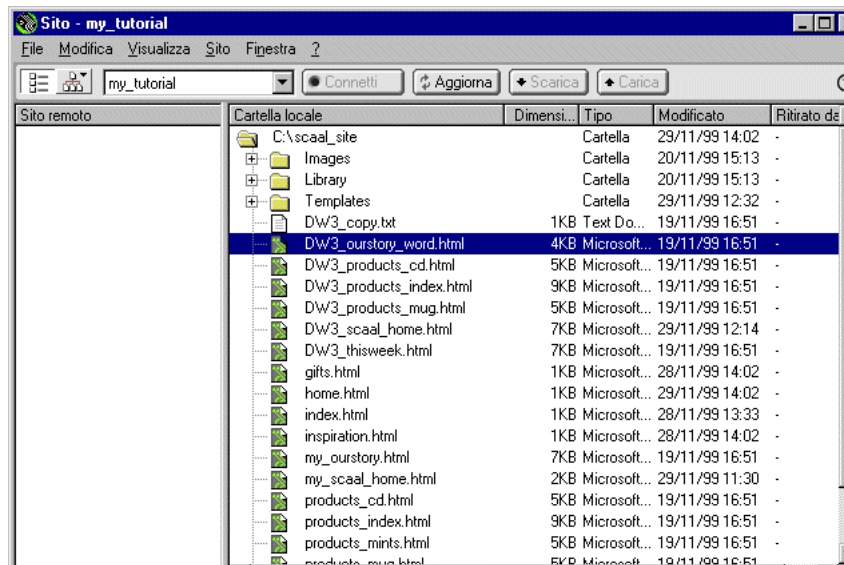 Sito - my_tutorial
File Modifica Visualizza Sito Finestra ?
my_tutorial Connetti Aggiorna Scarica Carica
Sito remoto Cartella locale Dimensi... Tipo Modificato Ritirato da
C:\scaal_site Cartella 29/11/99 14:02 -
Images Cartella 20/11/99 15:13 -
Library Cartella 20/11/99 15:13 -
Templates Cartella 29/11/99 12:32 -
DW3_copy.txt 1KB Text Do... 19/11/99 16:51 -
DW3_ourstory_word.html 4KB Microsoft... 19/11/99 16:51 -
DW3_products_cd.html 5KB Microsoft... 19/11/99 16:51 -
DW3_products_index.html 9KB Microsoft... 19/11/99 16:51 -
DW3_products_mug.html 5KB Microsoft... 19/11/99 16:51 -
DW3_scaal_home.html 7KB Microsoft... 29/11/99 12:14 -
DW3_thisweek.html 7KB Microsoft... 19/11/99 16:51 -
gifts.html 1KB Microsoft... 28/11/99 14:02 -
home.html 1KB Microsoft... 29/11/99 14:02 -
index.html 1KB Microsoft... 28/11/99 13:33 -
inspiration.html 1KB Microsoft... 28/11/99 14:02 -
my_ourstory.html 7KB Microsoft... 19/11/99 16:51 -
my_scaal_home.html 2KB Microsoft... 29/11/99 11:30 -
products_cd.html 5KB Microsoft... 19/11/99 16:51 -
products_index.html 9KB Microsoft... 19/11/99 16:51 -
products_mints.html 5KB Microsoft... 19/11/99 16:51 -
products_mug.html 5KB Microsoft... 19/11/99 16:51 -